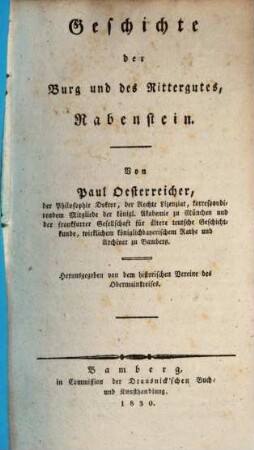 Geschichte
der
Burg und des Rittergutes,
Rabenstein.
Von
Paul Oesterreicher,
der Philosophie Doktor, der Rechte Lizenziat, korrespondi-
rendem Mitgliede der königl. Akademie zu München und
der frankfurter Gesellschaft für ältere teutsche Geschicht-
kunde, wirklichem königlichbayerischem Rathe und
Archivar zu Bamberg.
Herausgegeben von dem historischen Vereine des
Obermainkreises.
Bamberg,
in Commission der Drausnick'schen Buch-
und Kunsthandlung.
1830.